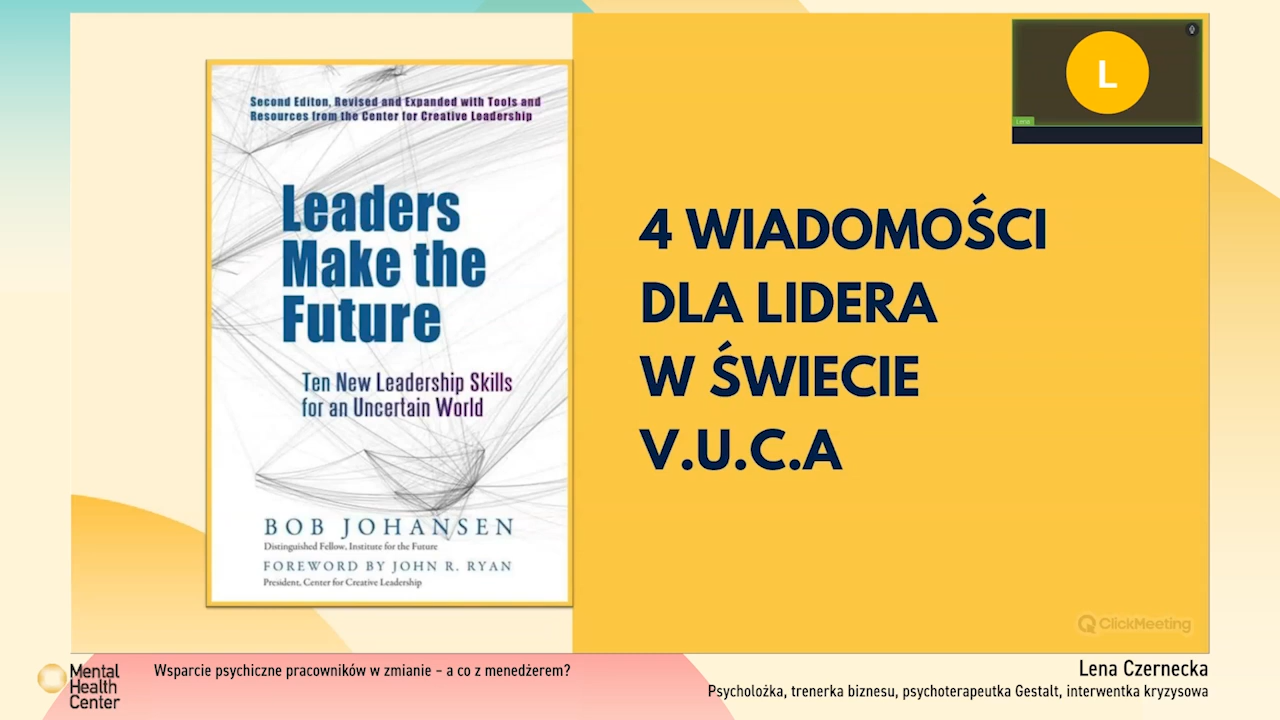 Second Editon, Revised and Expanded with Tools and
Resources from the Center for Creative Leadership
Leaders
Make the
Future
Ten New Leadership Skills
for an Uncertain World
BOB JOHANSEN
Distinguished Fellow, Institute for the Future
FOREWORD BY JOHN R. RYAN
President, Center for Creative Leadership
L
Lena
4 WIADOMOŚCI
DLA LIDERA
W ŚWIECIE
V.U.C.A
ClickMeeting
Mental
Health
Center
Wsparcie psychiczne pracowników w zmianie – a co z menedżerem?
Lena Czernecka
Psycholożka, trenerka biznesu, psychoterapeutka Gestalt, interwentka kryzysowa